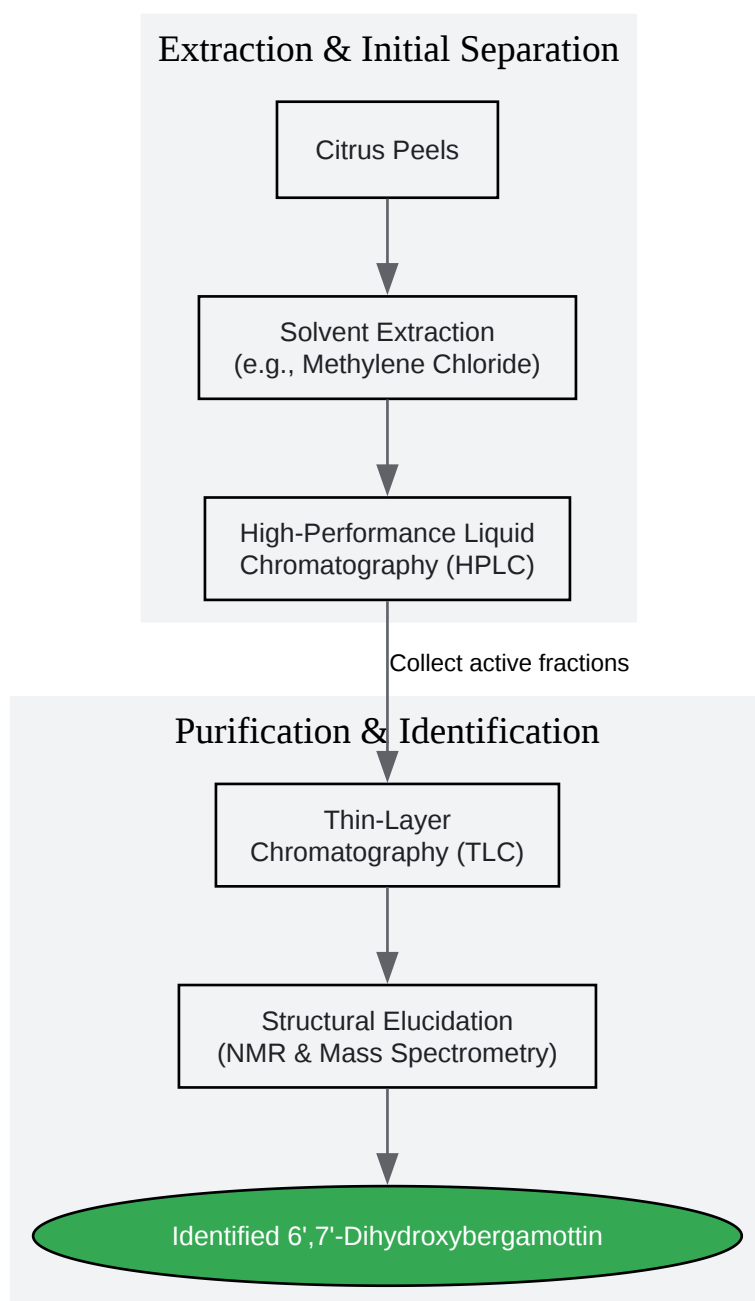 Extraction & Initial Separation
Citrus Peels
Solvent Extraction
(e.g., Methylene Chloride)
High-Performance Liquid
Chromatography (HPLC)
Collect active fractions
Purification & Identification
Thin-Layer
Chromatography (TLC)
Structural Elucidation
(NMR & Mass Spectrometry)
Identified 6',7'-Dihydroxybergamottin